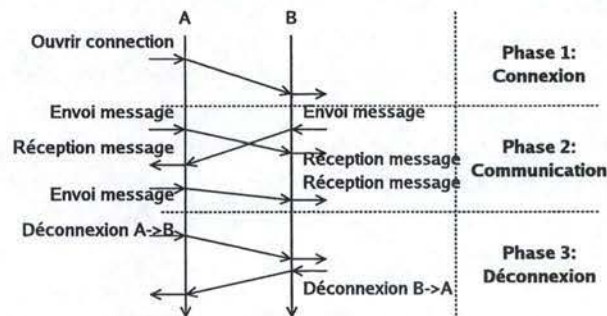 A
B
Ouvrir connection
Phase 1:
Connexion
Envoi message
Envoi message
Réception message
Réception message
Réception message
Envoi message
Phase 2:
Communication
Déconnexion A->B
Déconnexion B->A
Phase 3:
Déconnexion